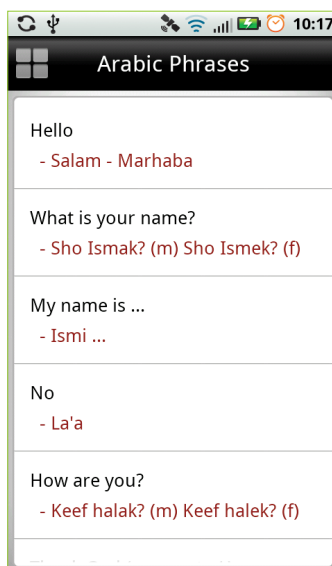 10:17
Arabic Phrases
Hello
- Salam - Marhaba
What is your name?
- Sho Ismak? (m) Sho Ismek? (f)
My name is ...
- Ismi ...
No
- La'a
How are you?
- Keef halak? (m) Keef halek? (f)